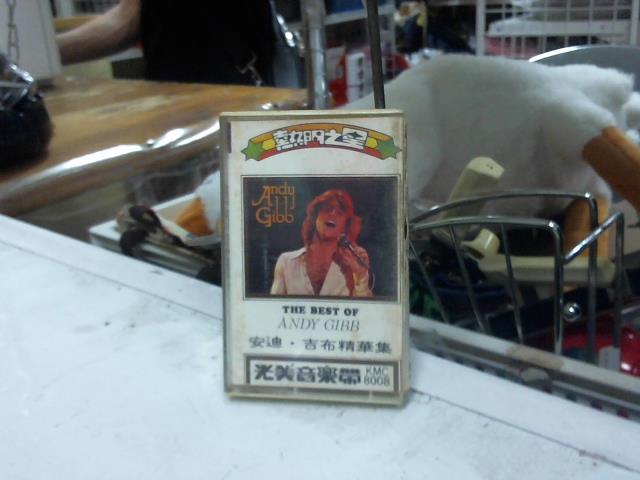 熱門之星
Andy
Gibb
THE BEST OF
ANDY GIBB
安迪·吉布精華集
光美音樂帶 KMC
8008